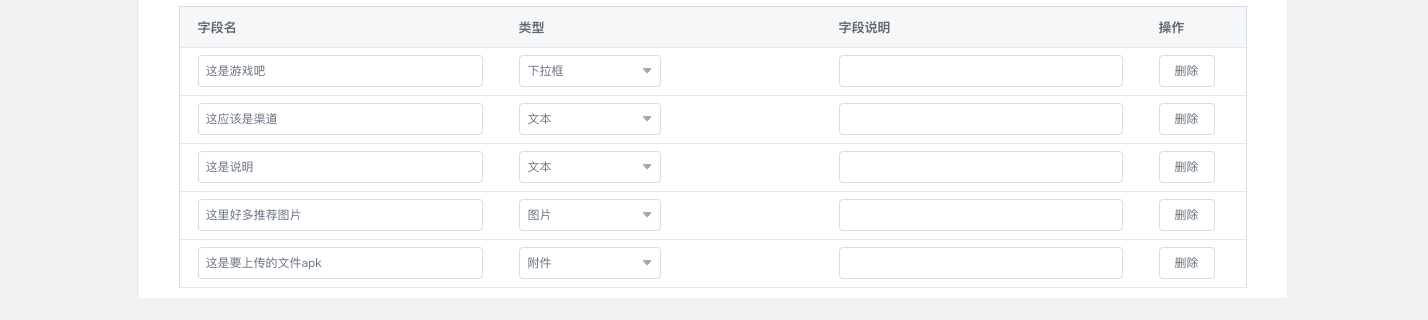 字段名 类型 字段说明 操作
这是游戏吧 下拉框 删除
这应该是渠道 文本 删除
这是说明 文本 删除
这里好多推荐图片 图片 删除
这是要上传的文件apk 附件 删除